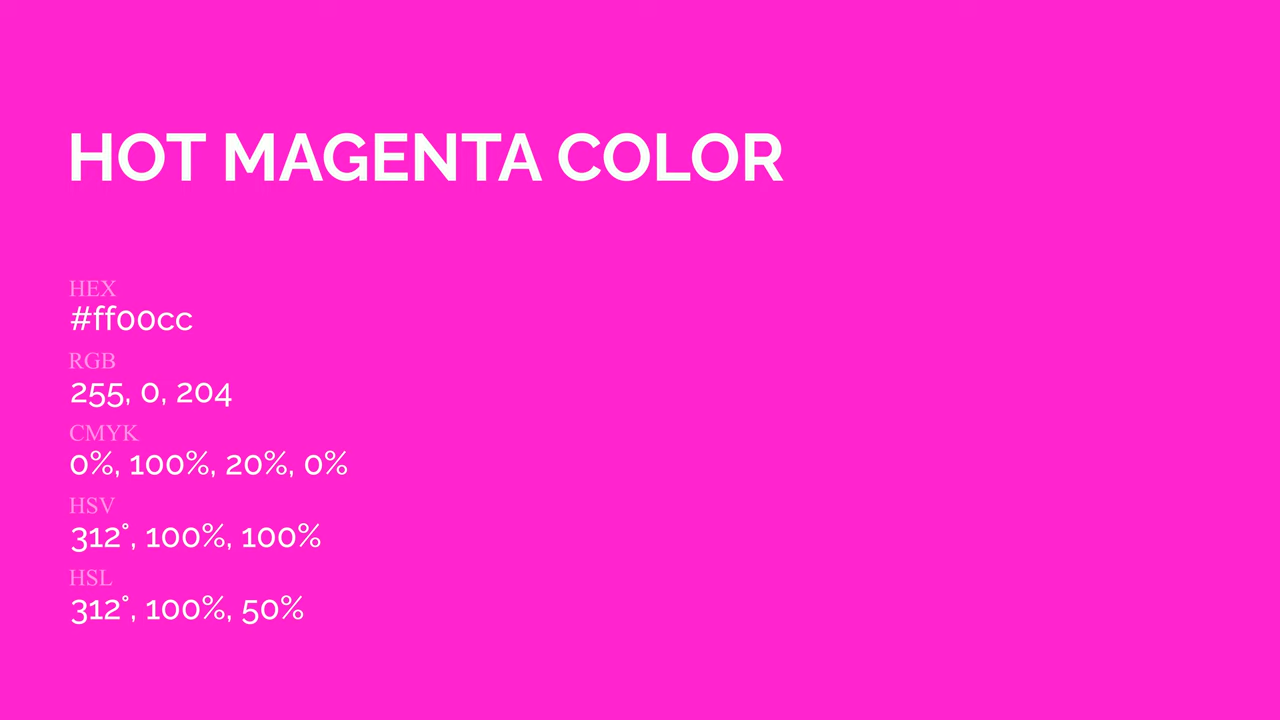 HOT MAGENTA COLOR
HEX
#ff00cc
RGB
255, 0, 204
CMYK
0%, 100%, 20%, 0%
HSV
312°, 100%, 100%
HSL
312°, 100%, 50%